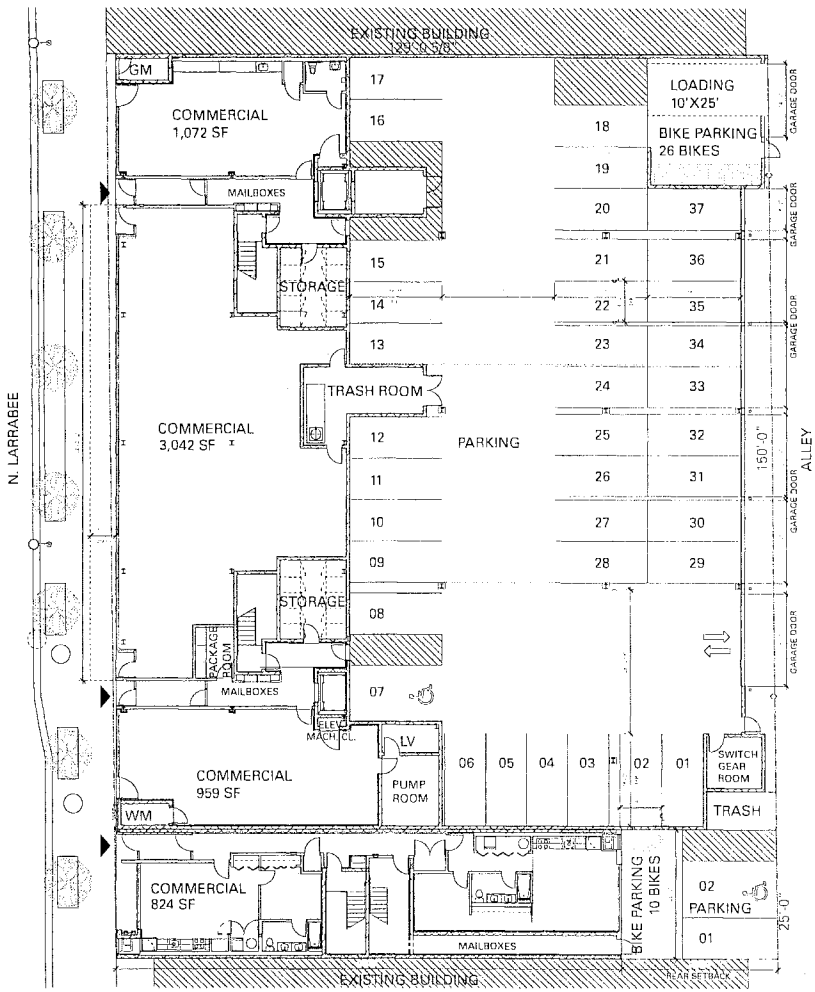 EXISTING BUILDING
129'-0 5/8"
GM
COMMERCIAL
1,072 SF
17
16
18
19
20
37
LOADING
10'X25'
BIKE PARKING
26 BIKES
GARAGE DOOR
MAILBOXES
GARAGE DOOR
STORAGE
15
14
13
21
36
22
35
23
34
24
33
GARAGE DOOR
TRASH ROOM
N. LARRABEE
COMMERCIAL
3,042 SF
PARKING
12
11
10
09
25
32
26
31
27
30
28
29
150'-0"
ALLEY
GARAGE DOOR
STORAGE
08
PACKAGE
ROOM
GARAGE DOOR
MAILBOXES
07
ELEV.
MACH. CL.
LV
PUMP
ROOM
06
05
04
03
02
01
SWITCH
GEAR
ROOM
COMMERCIAL
959 SF
WM
TRASH
COMMERCIAL
824 SF
BIKE PARKING
10 BIKES
02
PARKING
01
25'-0"
MAILBOXES
EXISTING BUILDING
REAR SETBACK